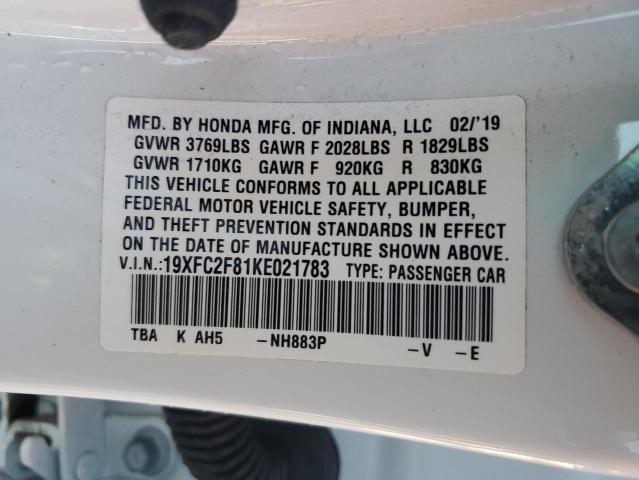 MFD. BY HONDA MFG. OF INDIANA, LLC 02/'19
GVWR 3769LBS GAWR F 2028LBS R 1829LBS
GVWR 1710KG GAWR F 920KG R 830KG
THIS VEHICLE CONFORMS TO ALL APPLICABLE
FEDERAL MOTOR VEHICLE SAFETY, BUMPER,
AND THEFT PREVENTION STANDARDS IN EFFECT
ON THE DATE OF MANUFACTURE SHOWN ABOVE.
V.I.N.:19XFC2F81KE021783 TYPE: PASSENGER CAR
TBA K AH5 -NH883P -V -E